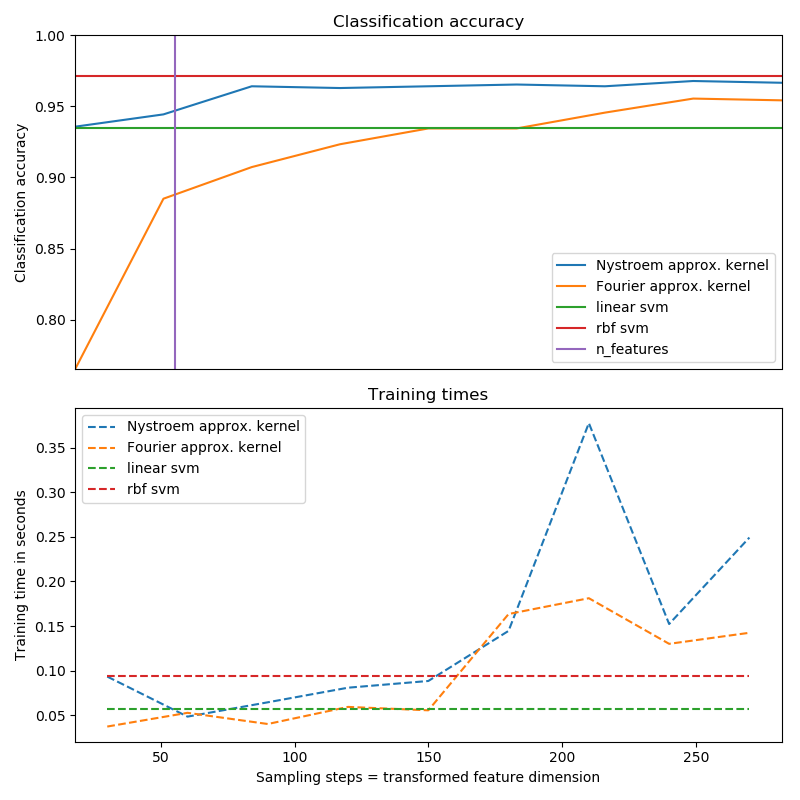 Classification accuracy
1.00
0.95
0.90
0.85
0.80
Classification accuracy
Nystroem approx. kernel
Fourier approx. kernel
linear svm
rbf svm
n_features
Training times
0.35
0.30
0.25
0.20
0.15
0.10
0.05
Training time in seconds
Nystroem approx. kernel
Fourier approx. kernel
linear svm
rbf svm
50
100
150
200
250
Sampling steps = transformed feature dimension